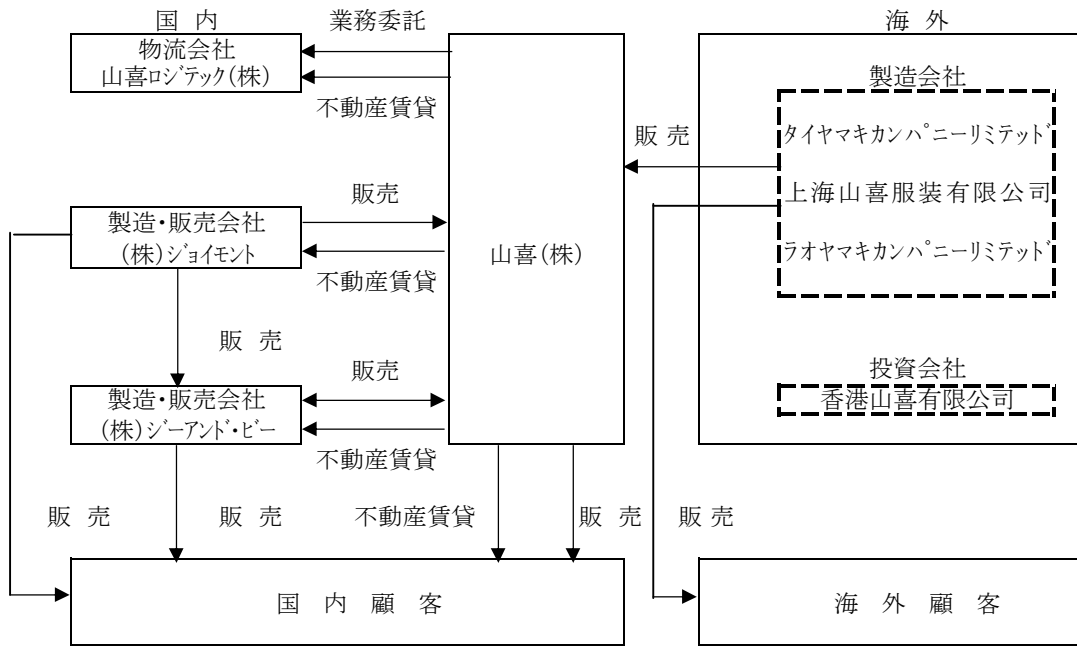 国 内
業務委託
海 外
物流会社
山喜ロジテック(株)
不動産賃貸
製造会社
タイヤマキカンパニーリミテッド
販 売
上海山喜服装有限公司
ラオヤマキカンパニーリミテッド
販売
製造・販売会社
(株)ジョイモント
不動産賃貸
山喜(株)
販 売
販売
投資会社
香港山喜有限公司
製造・販売会社
(株)ジーアンド・ビー
不動産賃貸
販 売
販 売
不動産賃貸
販 売
販 売
国 内 顧 客
海 外 顧 客